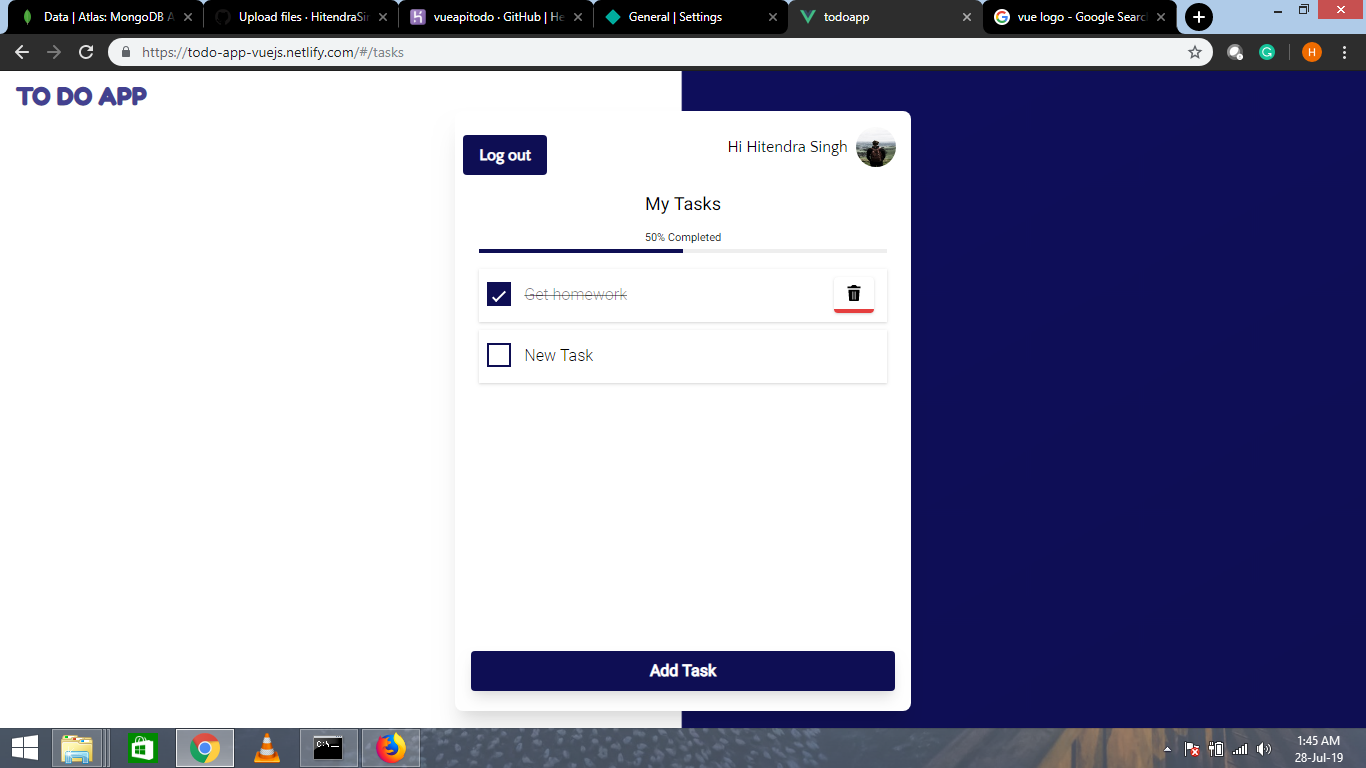 Data | Atlas: MongoDB A
Upload files · HitendraSin
vueapitodo · GitHub | He
General | Settings
todoapp
vue logo - Google Searc
https://todo-app-vuejs.netlify.com/#/tasks
H
TO DO APP
Log out
Hi Hitendra Singh
My Tasks
50% Completed
Get homework
New Task
Add Task
1:45 AM
28-Jul-19